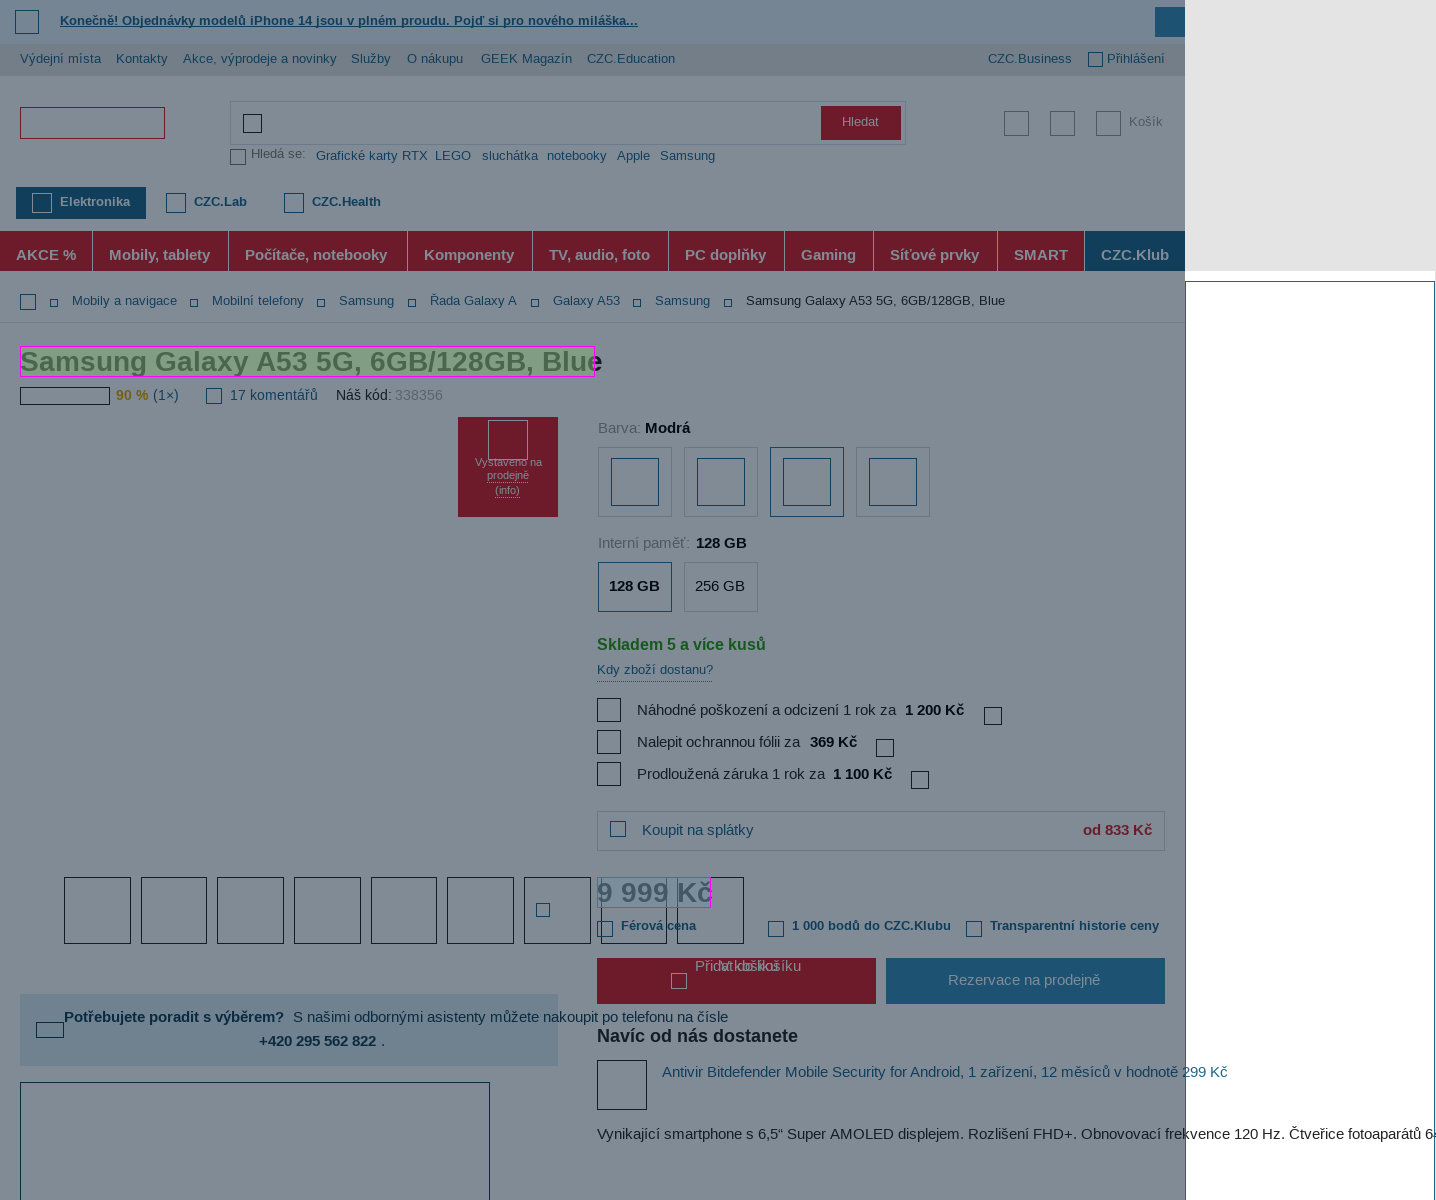 Konečně! Objednávky modelů iPhone 14 jsou v plném proudu. Pojď si pro nového miláška...
Výdejní místa Kontakty Akce, výprodeje a novinky Služby O nákupu GEEK Magazín CZC.Education CZC.Business Přihlášení
Hledat Košík
Hledá se: Grafické karty RTX LEGO sluchátka notebooky Apple Samsung
Elektronika CZC.Lab CZC.Health
AKCE % Mobily, tablety Počítače, notebooky Komponenty TV, audio, foto PC doplňky Gaming Síťové prvky SMART CZC.Klub
Mobily a navigace Mobilní telefony Samsung Řada Galaxy A Galaxy A53 Samsung Samsung Galaxy A53 5G, 6GB/128GB, Blue
Samsung Galaxy A53 5G, 6GB/128GB, Blue
90 % (1×) 17 komentářů Náš kód: 338356
Vystaveno na
prodejně
(info)
Barva: Modrá
Interní paměť: 128 GB
128 GB 256 GB
Skladem 5 a více kusů
Kdy zboží dostanu?
Náhodné poškození a odcizení 1 rok za 1 200 Kč
Nalepit ochrannou fólii za 369 Kč
Prodloužená záruka 1 rok za 1 100 Kč
Koupit na splátky od 833 Kč
9 999 Kč
Férová cena 1 000 bodů do CZC.Klubu Transparentní historie ceny
Přidat do košíku
V košíku
Rezervace na prodejně
Potřebujete poradit s výběrem? S našimi odbornými asistenty můžete nakoupit po telefonu na čísle
+420 295 562 822 .
Navíc od nás dostanete
Antivir Bitdefender Mobile Security for Android, 1 zařízení, 12 měsíců v hodnotě 299 Kč
Vynikající smartphone s 6,5“ Super AMOLED displejem. Rozlišení FHD+. Obnovovací frekvence 120 Hz. Čtveřice fotoaparátů